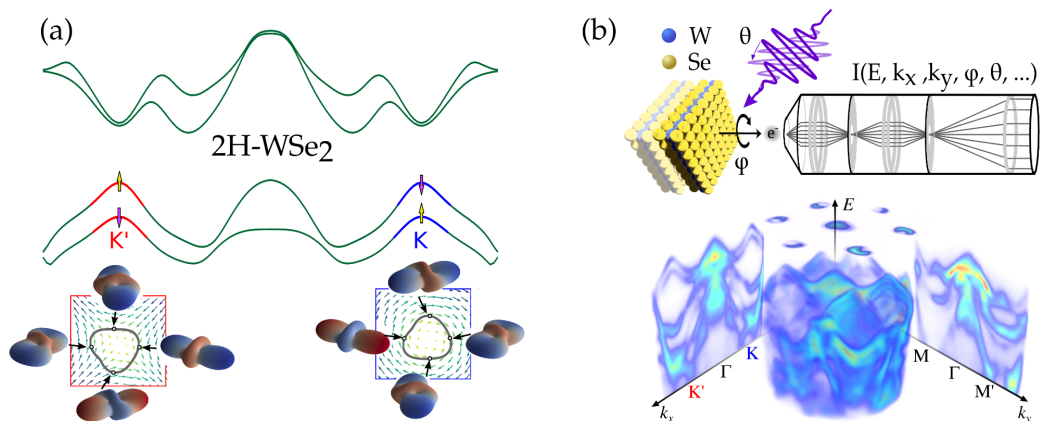 (a)
2H-WSe2
K'
K
(b)
W
Se
θ
I(E, kx ,ky, φ, θ, ...)
e-
φ
E
K
Γ
K'
kx
M
Γ
M'
ky